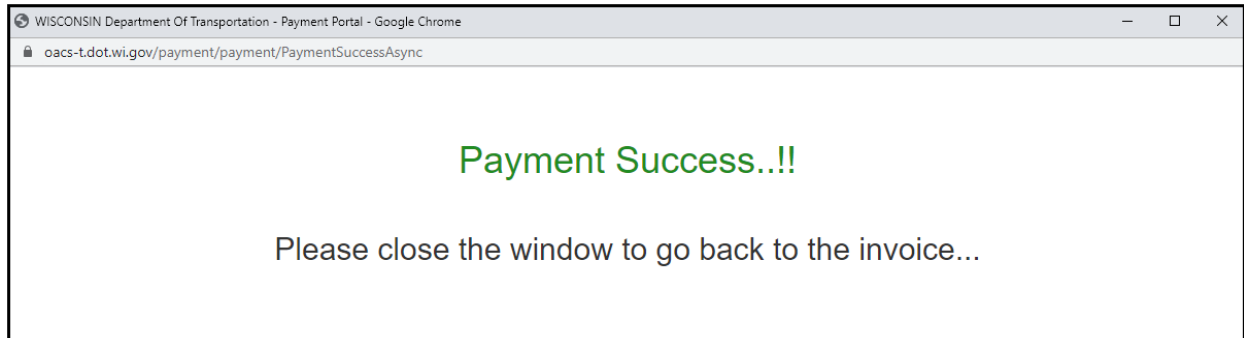 WISCONSIN Department Of Transportation - Payment Portal - Google Chrome
oacs-t.dot.wi.gov/payment/payment/PaymentSuccessAsync
Payment Success..!!
Please close the window to go back to the invoice...